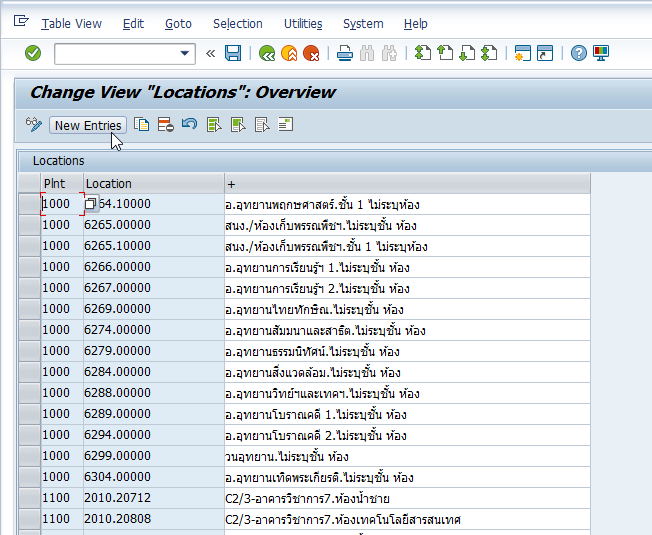 Table View Edit Goto Selection Utilities System Help
Change View "Locations": Overview
New Entries
Locations
Plnt Location +
1000 64.10000 อ.อุทยานพฤกษศาสตร์.ชั้น 1 ไม่ระบุห้อง
1000 6265.00000 สนง./ห้องเก็บพรรณพืชฯ.ไม่ระบุชั้น ห้อง
1000 6265.10000 สนง./ห้องเก็บพรรณพืชฯ.ชั้น 1 ไม่ระบุห้อง
1000 6266.00000 อ.อุทยานการเรียนรู้ฯ 1.ไม่ระบุชั้น ห้อง
1000 6267.00000 อ.อุทยานการเรียนรู้ฯ 2.ไม่ระบุชั้น ห้อง
1000 6269.00000 อ.อุทยานไทยทักษิณ.ไม่ระบุชั้น ห้อง
1000 6274.00000 อ.อุทยานสัมมนาและสาธิต.ไม่ระบุชั้น ห้อง
1000 6279.00000 อ.อุทยานธรรมนิทัศน์.ไม่ระบุชั้น ห้อง
1000 6284.00000 อ.อุทยานสิ่งแวดล้อม.ไม่ระบุชั้น ห้อง
1000 6288.00000 อ.อุทยานวิทย์ฯและเทคฯ.ไม่ระบุชั้น ห้อง
1000 6289.00000 อ.อุทยานโบราณคดี 1.ไม่ระบุชั้น ห้อง
1000 6294.00000 อ.อุทยานโบราณคดี 2.ไม่ระบุชั้น ห้อง
1000 6299.00000 วนอุทยาน.ไม่ระบุชั้น ห้อง
1000 6304.00000 อ.อุทยานเทิดพระเกียรติ.ไม่ระบุชั้น ห้อง
1100 2010.20712 C2/3-อาคารวิชาการ7.ห้องน้ำชาย
1100 2010.20808 C2/3-อาคารวิชาการ7.ห้องเทคโนโลยีสารสนเทศ